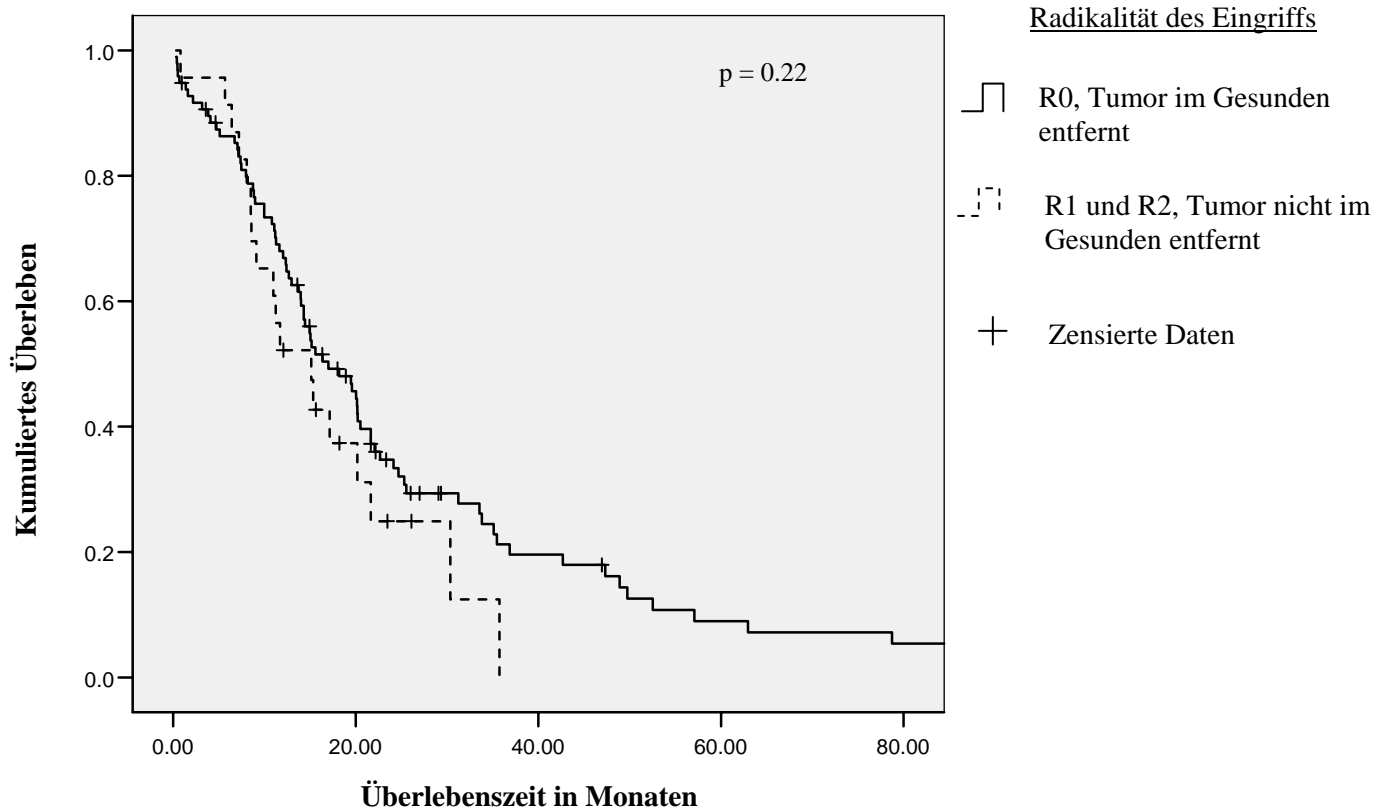 Radikalität des Eingriffs
R0, Tumor im Gesunden
entfernt
R1 und R2, Tumor nicht im
Gesunden entfernt
Zensierte Daten
p = 0.22
Kumuliertes Überleben
1.0
0.8
0.6
0.4
0.2
0.0
0.00 20.00 40.00 60.00 80.00
Überlebenszeit in Monaten